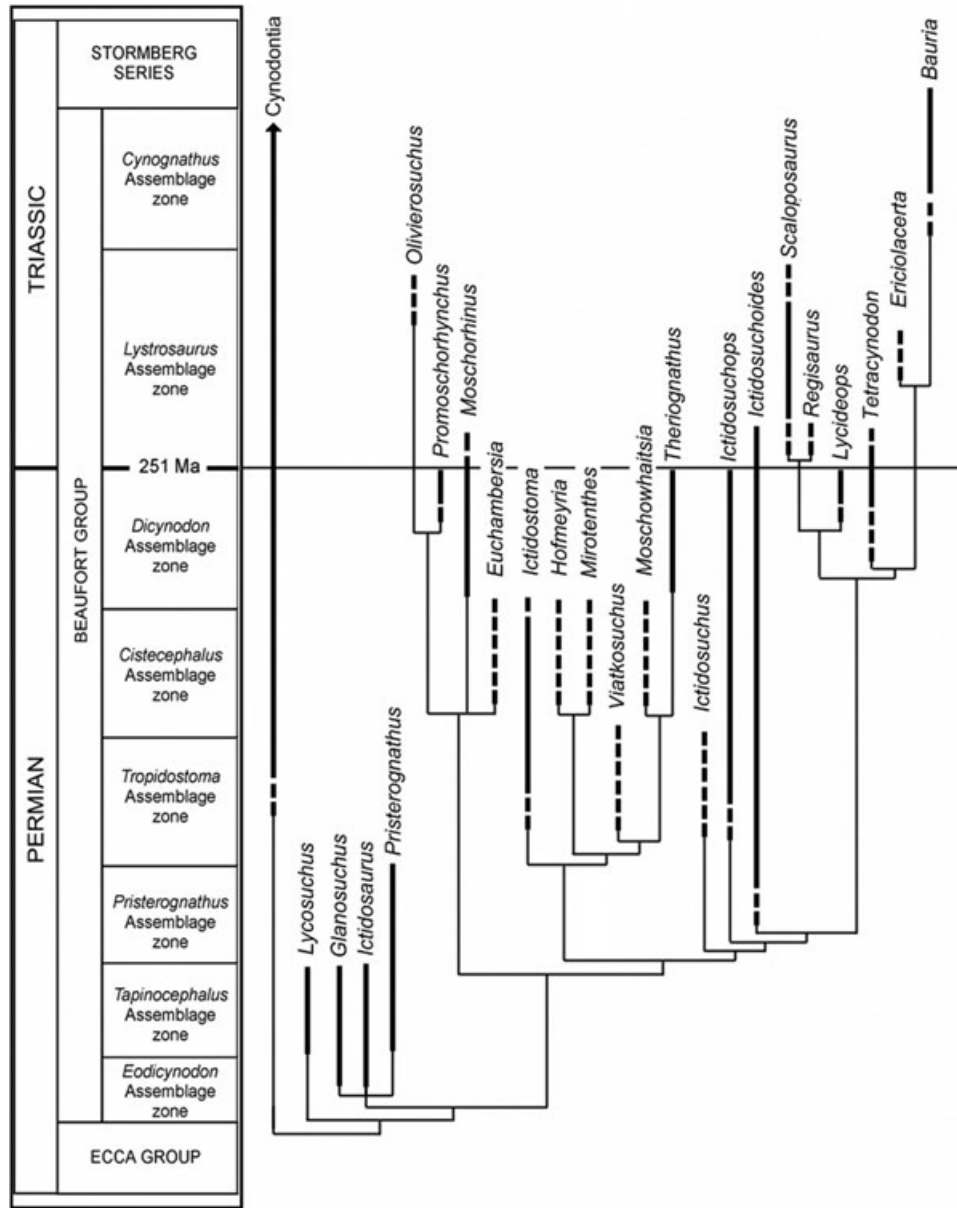 TRIASSIC
PERMIAN
BEAUFORT GROUP
STORMBERG
SERIES
Cynognathus
Assemblage
zone
Lystrosaurus
Assemblage
zone
251 Ma
Dicynodon
Assemblage
zone
Cistecephalus
Assemblage
zone
Tropidostoma
Assemblage
zone
Pristerognathus
Assemblage
zone
Tapinocephalus
Assemblage
zone
Eodicynodon
Assemblage
zone
ECCA GROUP
Cynodontia
Lycosuchus
Glanosuchus
Ictidosaurus
Pristerognathus
Olivierosuchus
Promoschorhynchus
Moschorhinus
Euchambersia
Ictidostoma
Hofmeyria
Mirotenthes
Viatkosuchus
Moschowhaitsia
Theriognathus
Ictidosuchus
Ictidosuchops
Ictidosuchoides
Scaloposaurus
Regisaurus
Lycideops
Tetracynodon
Ericiolacerta
Bauria